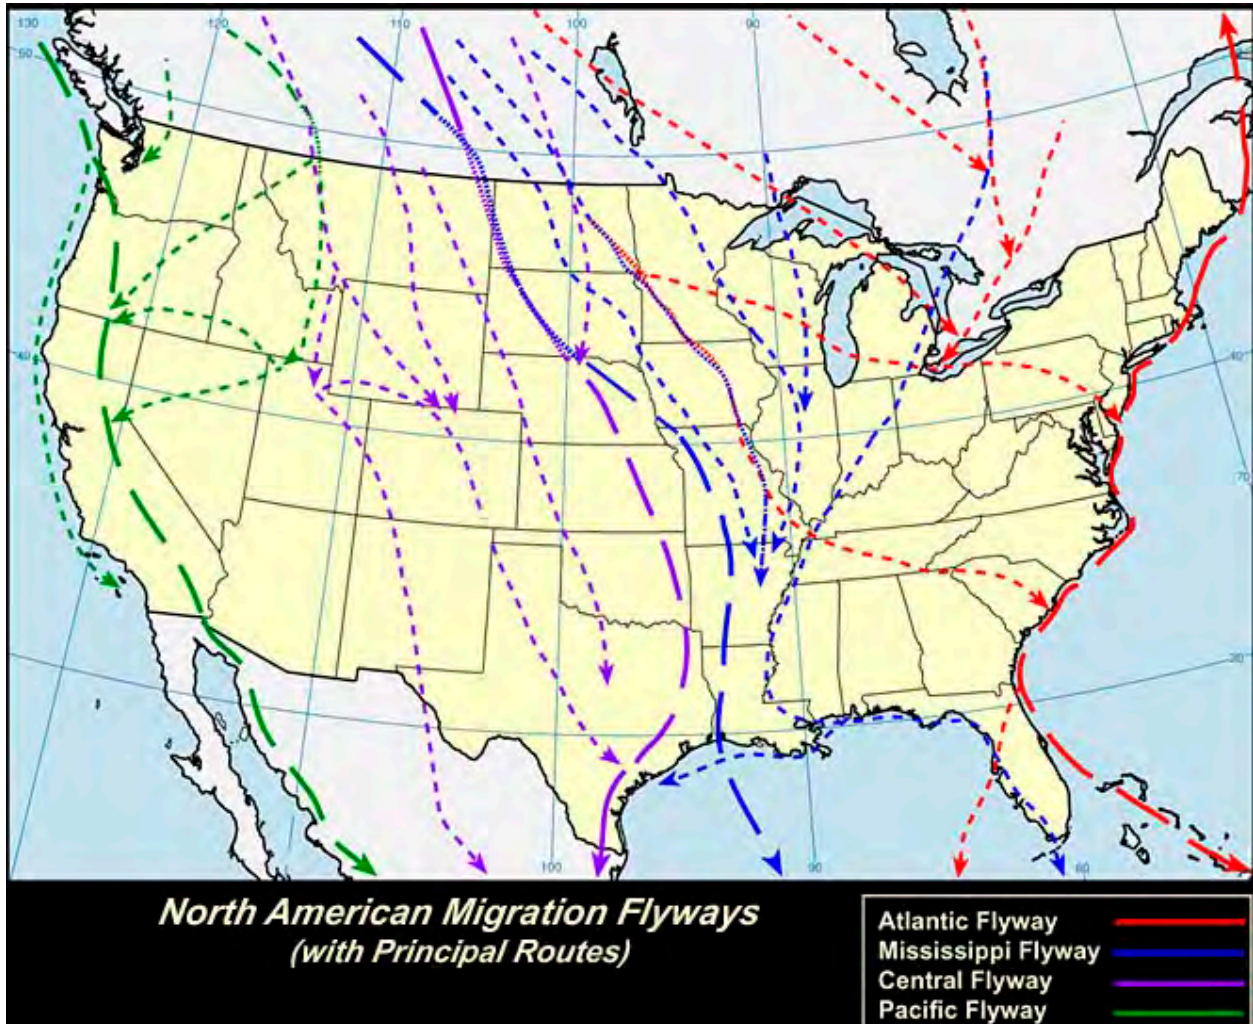 130
120
110
100
90
50
40
40
70
30
100
90
80
North American Migration Flyways
(with Principal Routes)
Atlantic Flyway
Mississippi Flyway
Central Flyway
Pacific Flyway